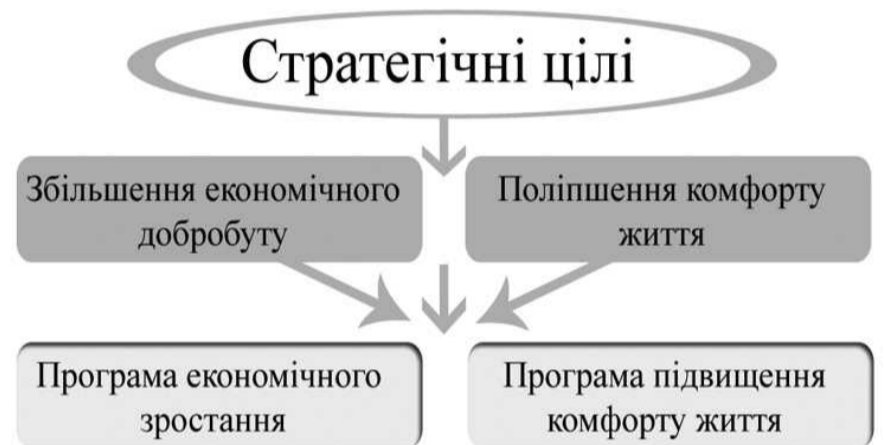 Стратегічні цілі
Збільшення економічного
добробуту
Поліпшення комфорту
життя
Програма економічного
зростання
Програма підвищення
комфорту життя